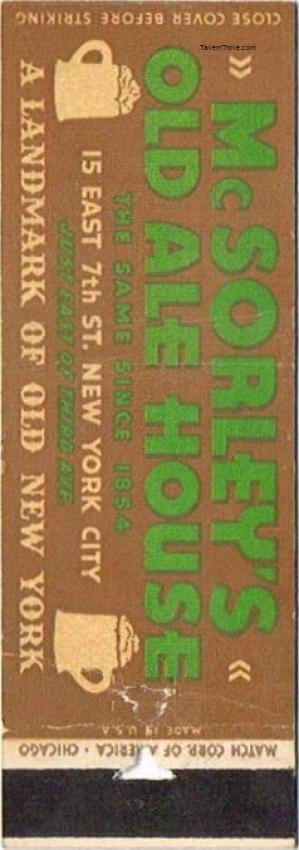 CLOSE COVER BEFORE STRIKING
TavernTrove.com
« McSORLEY'S »
OLD ALE HOUSE
THE SAME SINCE 1854
15 EAST 7th ST. NEW YORK CITY
JUST EAST OF THIRD AVE.
A LANDMARK OF OLD NEW YORK
MADE IN U.S.A
MATCH CORP. OF AMERICA • CHICAGO